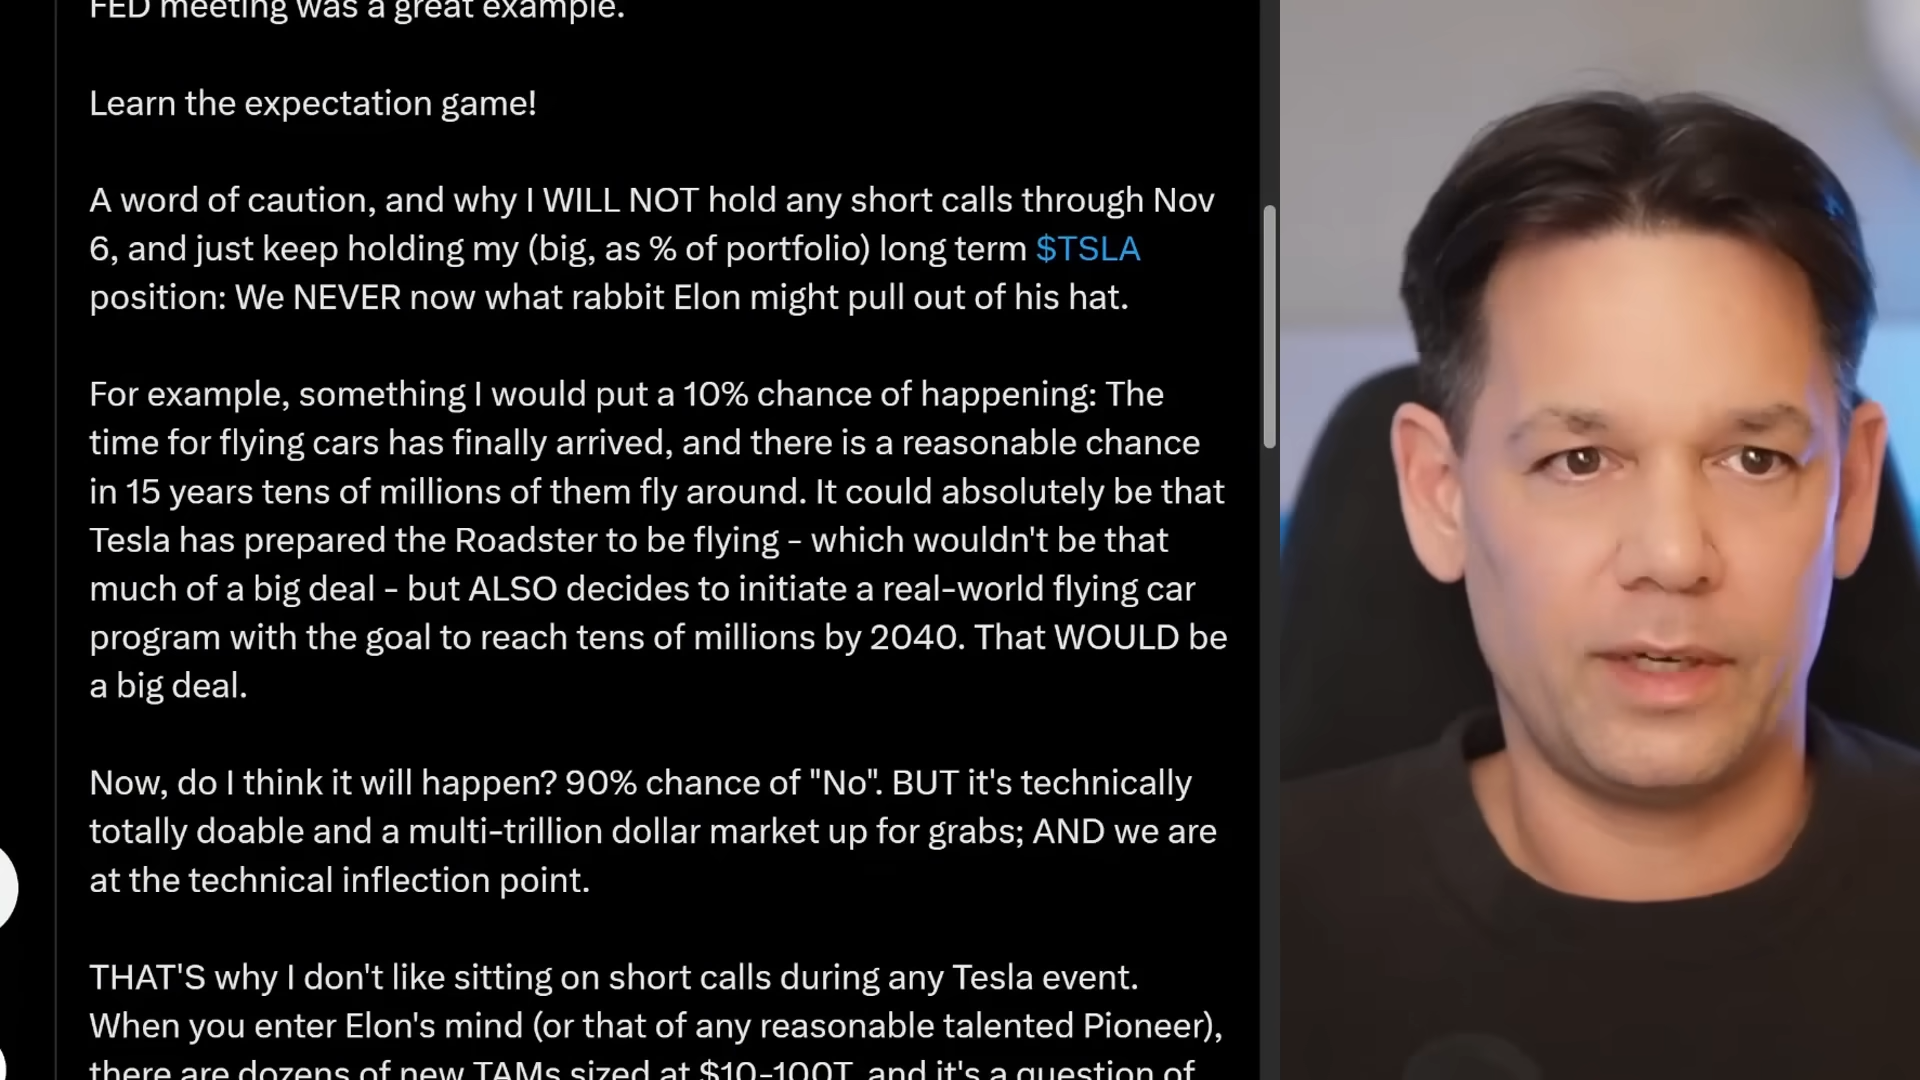 FED meeting was a great example.
Learn the expectation game!
A word of caution, and why I WILL NOT hold any short calls through Nov
6, and just keep holding my (big, as % of portfolio) long term $TSLA
position: We NEVER now what rabbit Elon might pull out of his hat.
For example, something I would put a 10% chance of happening: The
time for flying cars has finally arrived, and there is a reasonable chance
in 15 years tens of millions of them fly around. It could absolutely be that
Tesla has prepared the Roadster to be flying - which wouldn't be that
much of a big deal - but ALSO decides to initiate a real-world flying car
program with the goal to reach tens of millions by 2040. That WOULD be
a big deal.
Now, do I think it will happen? 90% chance of "No". BUT it's technically
totally doable and a multi-trillion dollar market up for grabs; AND we are
at the technical inflection point.
THAT'S why I don't like sitting on short calls during any Tesla event.
When you enter Elon's mind (or that of any reasonable talented Pioneer),
there are dozens of new TAMs sized at $10-100T, and it's a question of